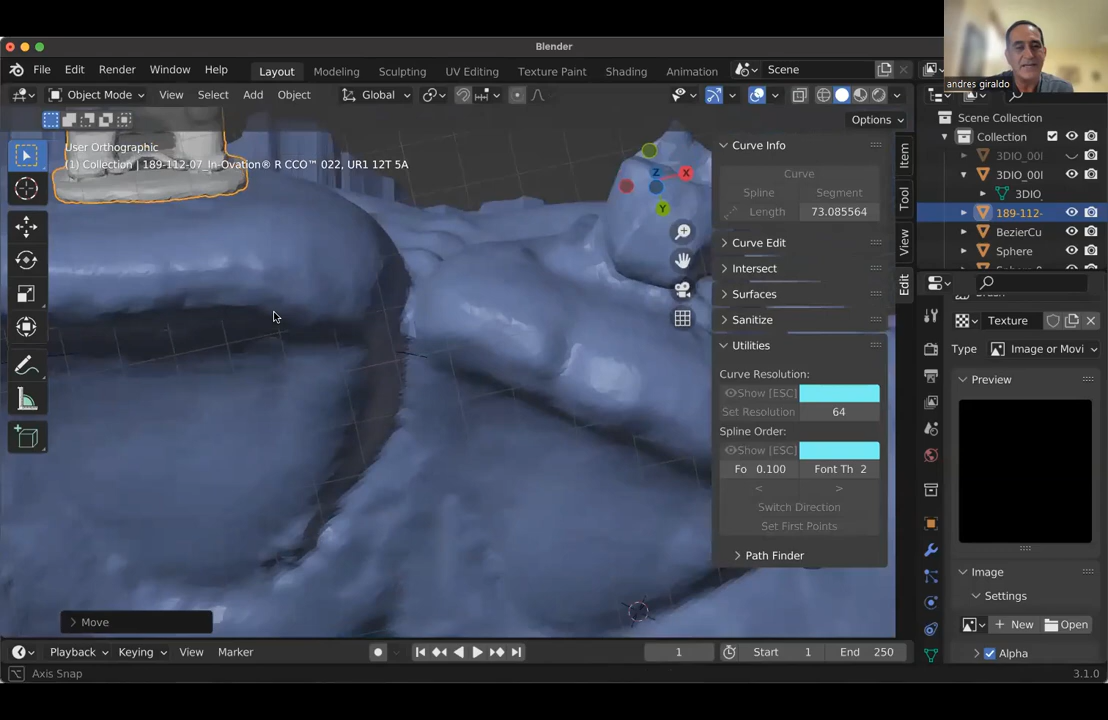 Blender
andres giraldo
File Edit Render Window Help Layout Modeling Sculpting UV Editing Texture Paint Shading Animation Scene
Object Mode View Select Add Object Global
Options
User Orthographic
(1) Collection | 189-112-07_In-Ovation® R CCO™ 022, UR1 12T 5A
X
Y
Z
Y
Curve Info
Curve
Spline Segment
Length 73.085564
Curve Edit
Intersect
Surfaces
Sanitize
Utilities
Curve Resolution:
Show [ESC]
Set Resolution 64
Spline Order:
Show [ESC]
Fo 0.100 Font Th 2
< >
Switch Direction
Set First Points
Path Finder
Item
Tool
View
Edit
Scene Collection
Collection
3DIO_00I
3DIO_00I
3DIO_
189-112-
BezierCu
Sphere
Texture
Type Image or Movi
Preview
Image
Settings
New Open
Alpha
Move
Playback Keying View Marker 1 Start 1 End 250
Axis Snap 3.1.0